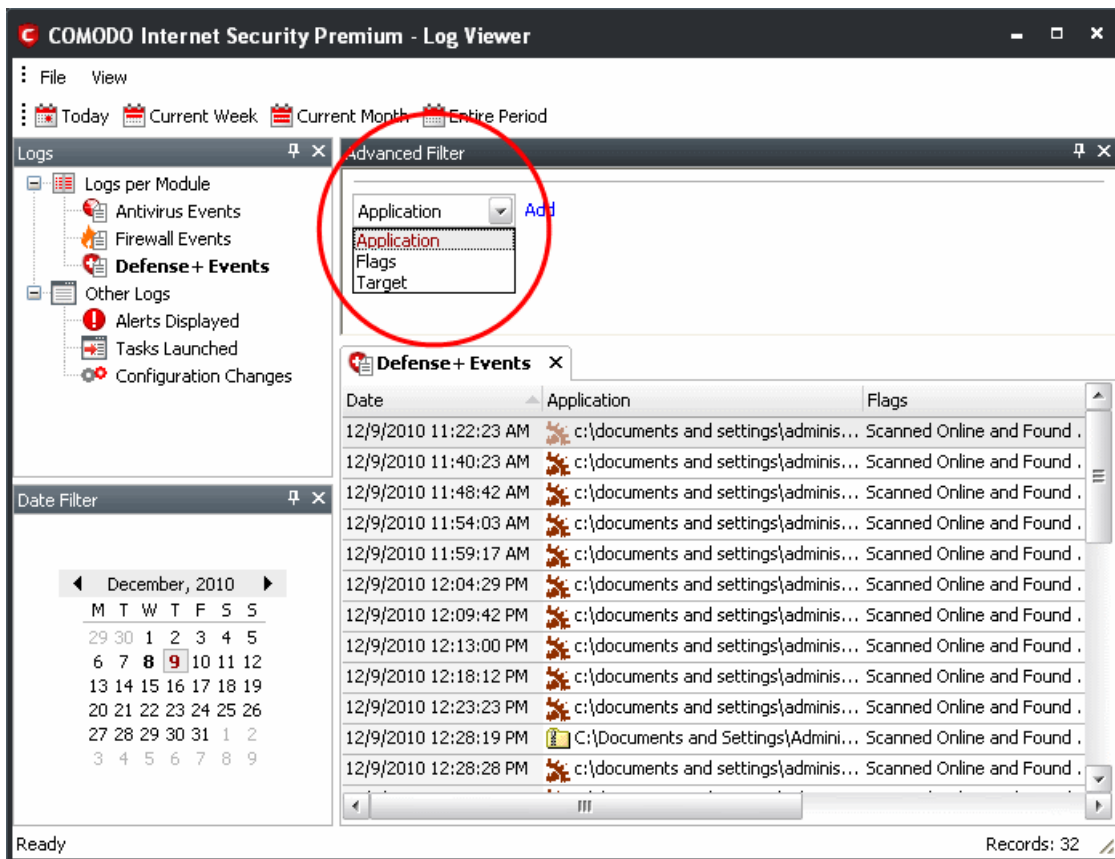 COMODO Internet Security Premium - Log Viewer
File View
Today Current Week Current Month Entire Period
Logs
Logs per Module
Antivirus Events
Firewall Events
Defense+ Events
Other Logs
Alerts Displayed
Tasks Launched
Configuration Changes
Advanced Filter
Application Add
Application
Flags
Target
Date Filter
December, 2010
M T W T F S S
29 30 1 2 3 4 5
6 7 8 9 10 11 12
13 14 15 16 17 18 19
20 21 22 23 24 25 26
27 28 29 30 31 1 2
3 4 5 6 7 8 9
Defense+ Events
Date Application Flags
12/9/2010 11:22:23 AM c:\documents and settings\adminis... Scanned Online and Found .
12/9/2010 11:40:23 AM c:\documents and settings\adminis... Scanned Online and Found .
12/9/2010 11:48:42 AM c:\documents and settings\adminis... Scanned Online and Found .
12/9/2010 11:54:03 AM c:\documents and settings\adminis... Scanned Online and Found .
12/9/2010 11:59:17 AM c:\documents and settings\adminis... Scanned Online and Found .
12/9/2010 12:04:29 PM c:\documents and settings\adminis... Scanned Online and Found .
12/9/2010 12:09:42 PM c:\documents and settings\adminis... Scanned Online and Found .
12/9/2010 12:13:00 PM c:\documents and settings\adminis... Scanned Online and Found .
12/9/2010 12:18:12 PM c:\documents and settings\adminis... Scanned Online and Found .
12/9/2010 12:23:23 PM c:\documents and settings\adminis... Scanned Online and Found .
12/9/2010 12:28:19 PM C:\Documents and Settings\Admini... Scanned Online and Found .
12/9/2010 12:28:28 PM c:\documents and settings\adminis... Scanned Online and Found .
Ready Records: 32